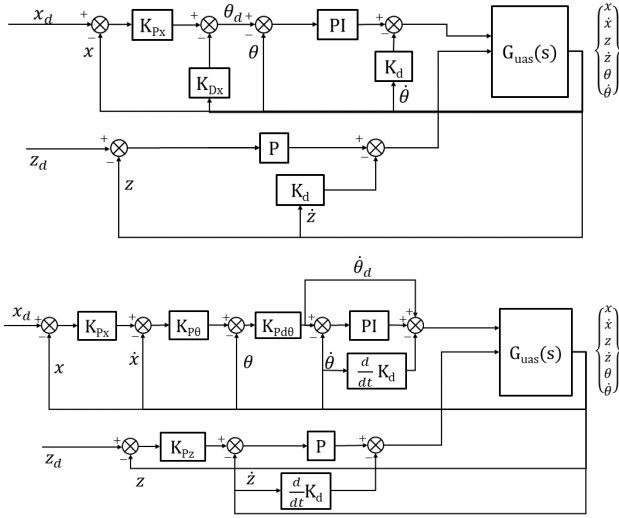 x_d + − K_Px + − θ_d + − PI + − G_uas(s)
x
K_Dx
θ
K_d
θ̇
x
ẋ
z
ż
θ
θ̇
z_d + − P + −
z
K_d
ż
θ̇_d
x_d + − K_Px + − K_Pθ + − K_Pdθ + − PI + + − G_uas(s)
x
ẋ
θ
θ̇
d/dt K_d
x
ẋ
z
ż
θ
θ̇
z_d + − K_Pz + − P + −
z
ż
d/dt K_d